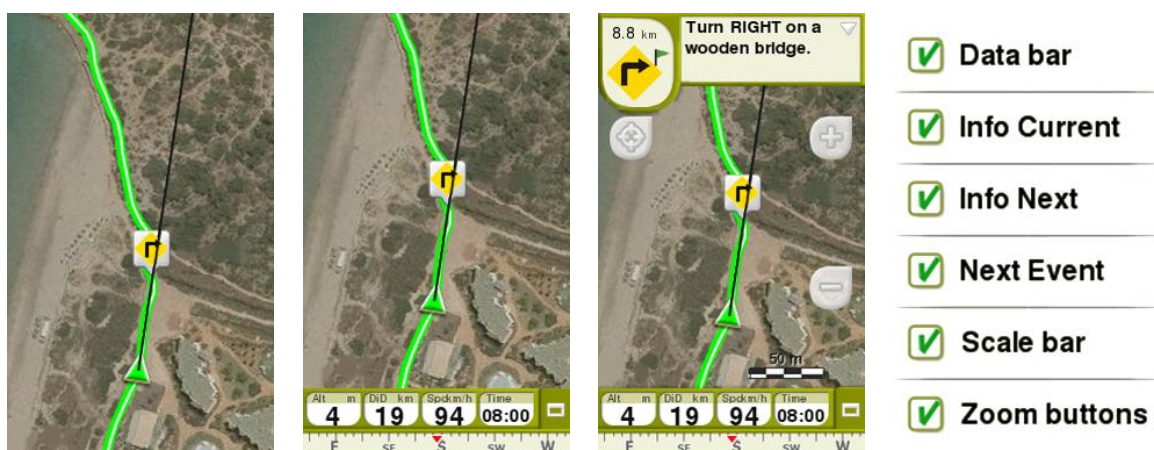 Alt m
DiD km
Spdkm/h
Time
4
19
94
08:00
E SE S SW W
8.8 km
Turn RIGHT on a
wooden bridge.
50 m
Alt m
DiD km
Spdkm/h
Time
4
19
94
08:00
E SE S SW W
Data bar
Info Current
Info Next
Next Event
Scale bar
Zoom buttons